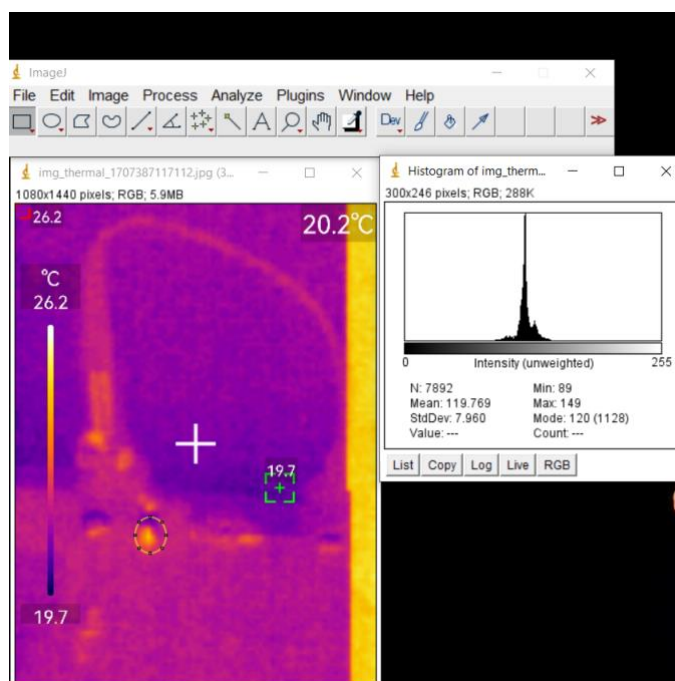 ImageJ
File Edit Image Process Analyze Plugins Window Help
Dev
img_thermal_1707387117112.jpg (3...
1080x1440 pixels; RGB; 5.9MB
26.2
20.2°C
°C
26.2
19.7
19.7
Histogram of img_therm...
300x246 pixels; RGB; 288K
0 Intensity (unweighted) 255
N: 7892 Min: 89
Mean: 119.769 Max: 149
StdDev: 7.960 Mode: 120 (1128)
Value: --- Count: ---
List Copy Log Live RGB